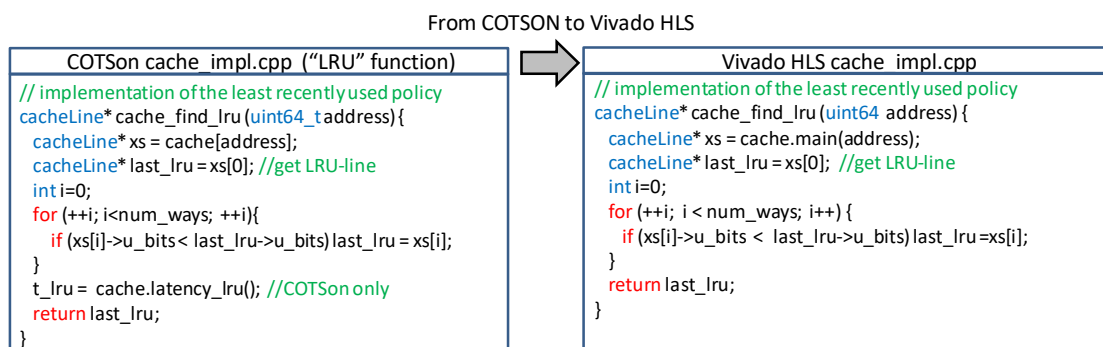 From COTSON to Vivado HLS
COTSon cache_impl.cpp (“LRU” function)
// implementation of the least recently used policy
cacheLine* cache_find_lru(uint64_t address) {
cacheLine* xs = cache[address];
cacheLine* last_lru = xs[0]; //get LRU-line
int i=0;
for (++i; i<num_ways; ++i){
if (xs[i]->u_bits< last_lru->u_bits) last_lru = xs[i];
}
t_lru = cache.latency_lru(); //COTSon only
return last_lru;
}
Vivado HLS cache_impl.cpp
// implementation of the least recently used policy
cacheLine* cache_find_lru (uint64 address) {
cacheLine* xs = cache.main(address);
cacheLine* last_lru = xs[0]; //get LRU-line
int i=0;
for (++i; i < num_ways; i++) {
if (xs[i]->u_bits < last_lru->u_bits) last_lru =xs[i];
}
return last_lru;
}